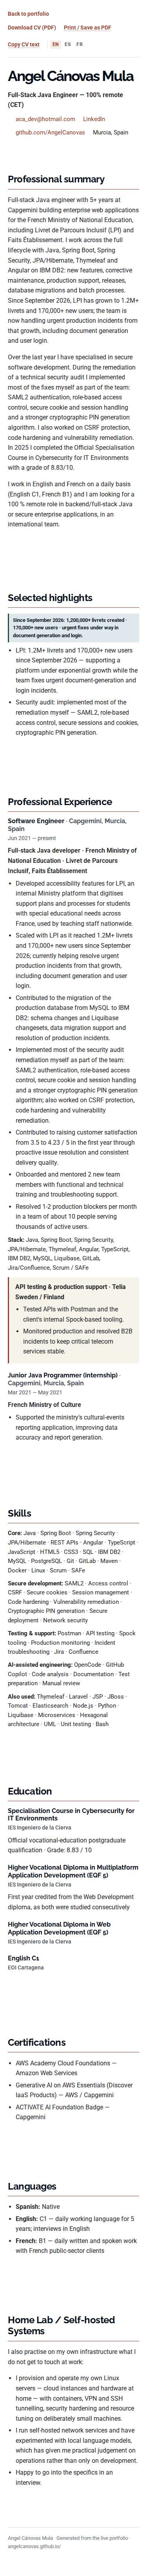 Back to portfolio
Download CV (PDF) Print / Save as PDF
Copy CV text EN ES FR
Angel Cánovas Mula
Full-Stack Java Engineer — 100% remote
(CET)
aca_dev@hotmail.com LinkedIn
github.com/AngelCanovas Murcia, Spain
Professional summary
Full-stack Java engineer with 5+ years at
Capgemini building enterprise web applications
for the French Ministry of National Education,
including Livret de Parcours Inclusif (LPI) and
Faits Établissement. I work across the full
lifecycle with Java, Spring Boot, Spring
Security, JPA/Hibernate, Thymeleaf and
Angular on IBM DB2: new features, corrective
maintenance, production support, releases,
database migrations and batch processes.
Since September 2026, LPI has grown to 1.2M+
livrets and 170,000+ new users; the team is
now handling urgent production incidents from
that growth, including document generation
and user login.
Over the last year I have specialised in secure
software development. During the remediation
of a technical security audit I implemented
most of the fixes myself as part of the team:
SAML2 authentication, role-based access
control, secure cookie and session handling
and a stronger cryptographic PIN generation
algorithm. I also worked on CSRF protection,
code hardening and vulnerability remediation.
In 2025 I completed the Official Specialisation
Course in Cybersecurity for IT Environments
with a grade of 8.83/10.
I work in English and French on a daily basis
(English C1, French B1) and am looking for a
100 % remote role in backend/full-stack Java
or secure enterprise applications, in an
international team.
Selected highlights
Since September 2026: 1,200,000+ livrets created ·
170,000+ new users · urgent fixes under way in
document generation and login.
• LPI: 1.2M+ livrets and 170,000+ new users
since September 2026 — supporting a
platform under exponential growth while the
team fixes urgent document-generation and
login incidents.
• Security audit: implemented most of the
remediation myself — SAML2, role-based
access control, secure sessions and cookies,
cryptographic PIN generation.
Professional Experience
Software Engineer · Capgemini, Murcia,
Spain
Jun 2021 — present
Full-stack Java developer · French Ministry of
National Education · Livret de Parcours
Inclusif, Faits Établissement
• Developed accessibility features for LPI, an
internal Ministry platform that digitises
support plans and processes for students
with special educational needs across
France, used by teaching staff nationwide.
• Scaled with LPI as it reached 1.2M+ livrets
and 170,000+ new users since September
2026; currently helping resolve urgent
production incidents from that growth,
including document generation and user
login.
• Contributed to the migration of the
production database from MySQL to IBM
DB2: schema changes and Liquibase
changesets, data migration support and
resolution of production incidents.
• Implemented most of the security audit
remediation myself as part of the team:
SAML2 authentication, role-based access
control, secure cookie and session handling
and a stronger cryptographic PIN generation
algorithm; also worked on CSRF protection,
code hardening and vulnerability
remediation.
• Contributed to raising customer satisfaction
from 3.5 to 4.23 / 5 in the first year through
proactive issue resolution and consistent
delivery quality.
• Onboarded and mentored 2 new team
members with functional and technical
training and troubleshooting support.
• Resolved 1-2 production blockers per month
in a team of about 10 people serving
thousands of active users.
Stack: Java, Spring Boot, Spring Security,
JPA/Hibernate, Thymeleaf, Angular, TypeScript,
IBM DB2, MySQL, Liquibase, GitLab,
Jira/Confluence, Scrum / SAFe
API testing & production support · Telia
Sweden / Finland
• Tested APIs with Postman and the
client's internal Spock-based tooling.
• Monitored production and resolved B2B
incidents to keep critical telecom
services stable.
Junior Java Programmer (internship) ·
Capgemini, Murcia, Spain
Mar 2021 — May 2021
French Ministry of Culture
• Supported the ministry's cultural-events
reporting application, improving data
accuracy and report generation.
Skills
Core: Java · Spring Boot · Spring Security ·
JPA/Hibernate · REST APIs · Angular · TypeScript ·
JavaScript · HTML5 · CSS3 · SQL · IBM DB2 ·
MySQL · PostgreSQL · Git · GitLab · Maven ·
Docker · Linux · Scrum · SAFe
Secure development: SAML2 · Access control ·
CSRF · Secure cookies · Session management ·
Code hardening · Vulnerability remediation ·
Cryptographic PIN generation · Secure
deployment · Network security
Testing & support: Postman · API testing · Spock
tooling · Production monitoring · Incident
troubleshooting · Jira · Confluence
AI-assisted engineering: OpenCode · GitHub
Copilot · Code analysis · Documentation · Test
preparation · Manual review
Also used: Thymeleaf · Laravel · JSP · JBoss ·
Tomcat · Elasticsearch · Node.js · Python ·
Liquibase · Microservices · Hexagonal
architecture · UML · Unit testing · Bash
Education
Specialisation Course in Cybersecurity for
IT Environments
IES Ingeniero de la Cierva
Official vocational-education postgraduate
qualification · Grade: 8.83 / 10
Higher Vocational Diploma in Multiplatform
Application Development (EQF 5)
IES Ingeniero de la Cierva
First year credited from the Web Development
diploma, as both were studied consecutively
Higher Vocational Diploma in Web
Application Development (EQF 5)
IES Ingeniero de la Cierva
English C1
EOI Cartagena
Certifications
• AWS Academy Cloud Foundations —
Amazon Web Services
• Generative AI on AWS Essentials (Discover
IaaS Products) — AWS / Capgemini
• ACTIVATE AI Foundation Badge —
Capgemini
Languages
• Spanish: Native
• English: C1 — daily working language for 5
years; interviews in English
• French: B1 — daily written and spoken work
with French public-sector clients
Home Lab / Self-hosted
Systems
I also practise on my own infrastructure what I
do not get to touch at work:
• I provision and operate my own Linux
servers — cloud instances and hardware at
home — with containers, VPN and SSH
tunnelling, security hardening and resource
tuning on deliberately small machines.
• I run self-hosted network services and have
experimented with local language models,
which has given me practical judgement on
operations rather than only on development.
• Happy to go into the specifics in an
interview.
Angel Cánovas Mula · Generated from the live portfolio ·
angelcanovas.github.io/